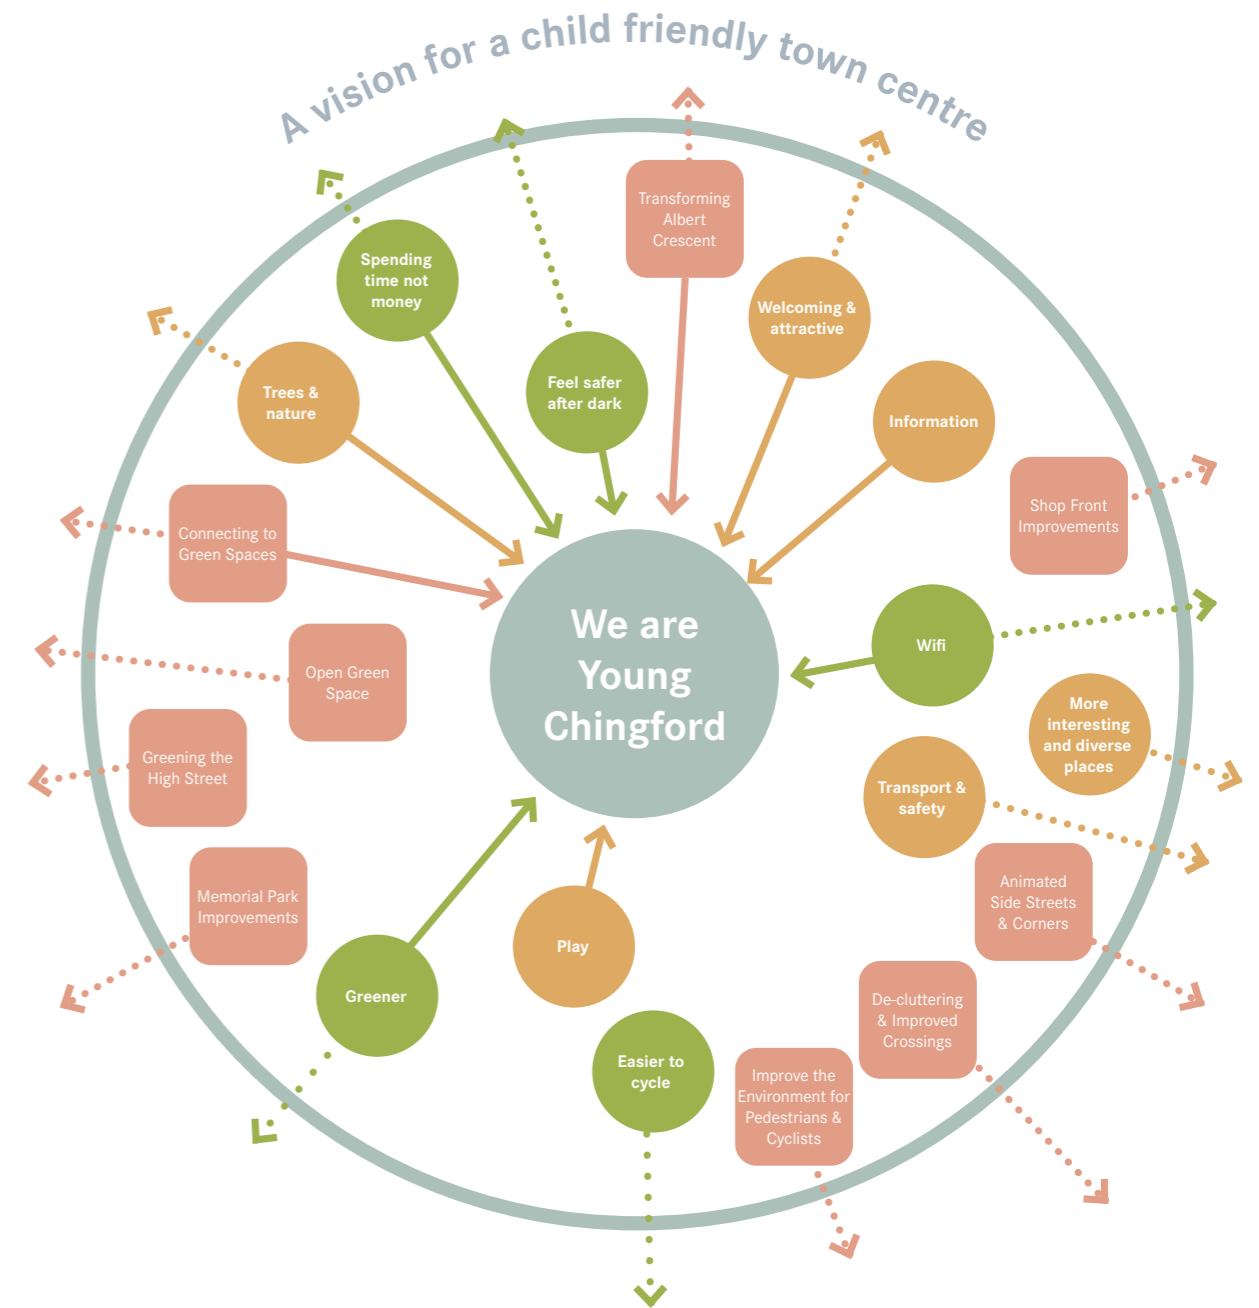 A vision for a child friendly town centre
Transforming
Albert
Crescent
Spending
time not
money
Welcoming &
attractive
Feel safer
after dark
Trees &
nature
Information
Connecting to
Green Spaces
Shop Front
Improvements
We are
Young
Chingford
Wifi
Open Green
Space
More
interesting
and diverse
places
Greening the
High Street
Transport &
safety
Memorial Park
Improvements
Animated
Side Streets
& Corners
Play
Greener
De-cluttering
& Improved
Crossings
Easier to
cycle
Improve the
Environment for
Pedestrians &
Cyclists